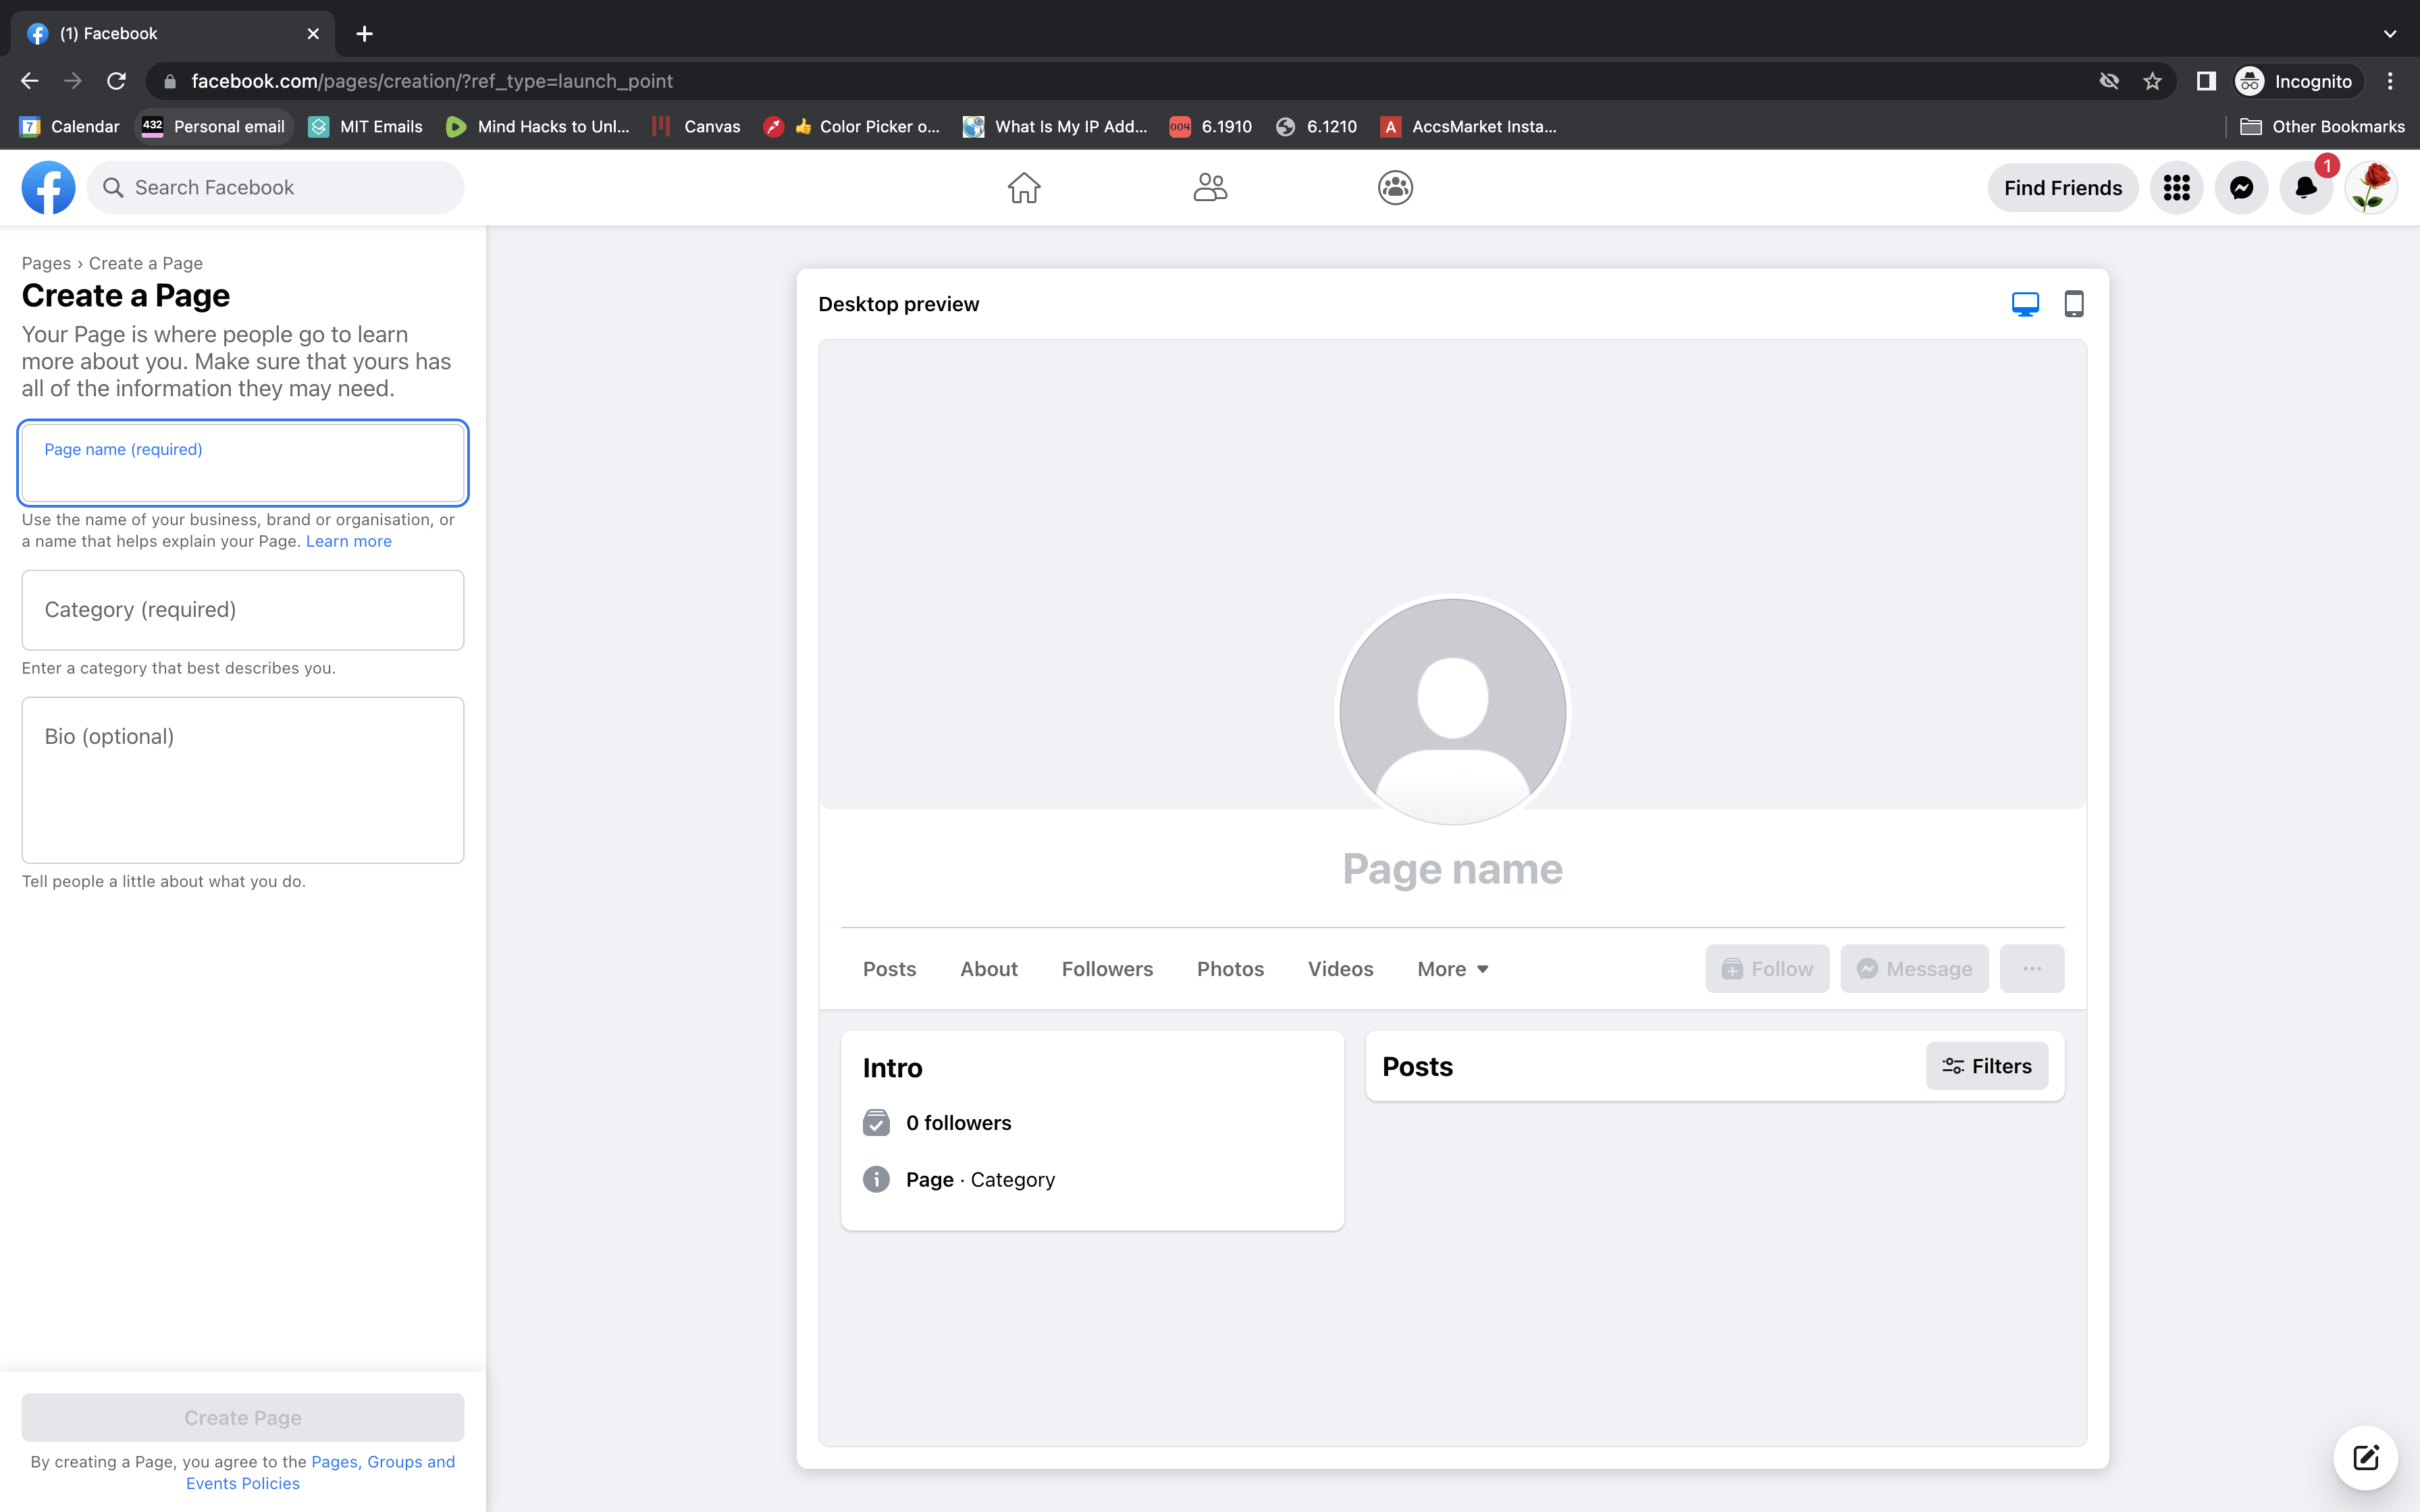 (1) Facebook
facebook.com/pages/creation/?ref_type=launch_point
Incognito
7 Calendar
432 Personal email
MIT Emails
Mind Hacks to Unl...
Canvas
👍 Color Picker o...
What Is My IP Add...
004 6.1910
6.1210
A AccsMarket Insta...
Other Bookmarks
Search Facebook
Find Friends
1
Pages › Create a Page
Create a Page
Your Page is where people go to learn
more about you. Make sure that yours has
all of the information they may need.
Page name (required)
Use the name of your business, brand or organisation, or
a name that helps explain your Page. Learn more
Category (required)
Enter a category that best describes you.
Bio (optional)
Tell people a little about what you do.
Create Page
By creating a Page, you agree to the Pages, Groups and
Events Policies
Desktop preview
Page name
Posts About Followers Photos Videos More
Follow Message
Intro
0 followers
Page · Category
Posts
Filters